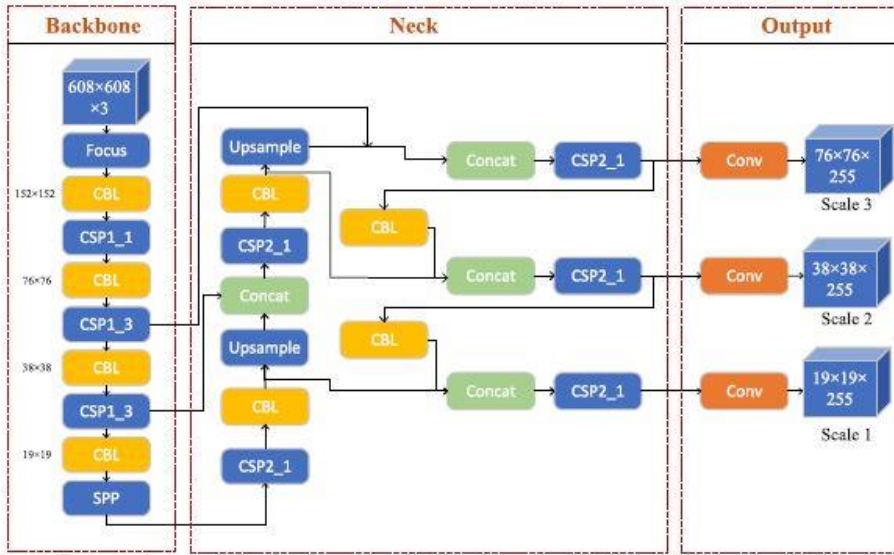 Backbone
Neck
Output
608×608
×3
Focus
152×152
CBL
CSP1_1
76×76
CBL
CSP1_3
38×38
CBL
CSP1_3
19×19
CBL
SPP
Upsample
CBL
CSP2_1
Concat
Upsample
CBL
CSP2_1
Concat
CSP2_1
CBL
Concat
CSP2_1
CBL
Concat
CSP2_1
Conv
76×76×
255
Scale 3
Conv
38×38×
255
Scale 2
Conv
19×19×
255
Scale 1